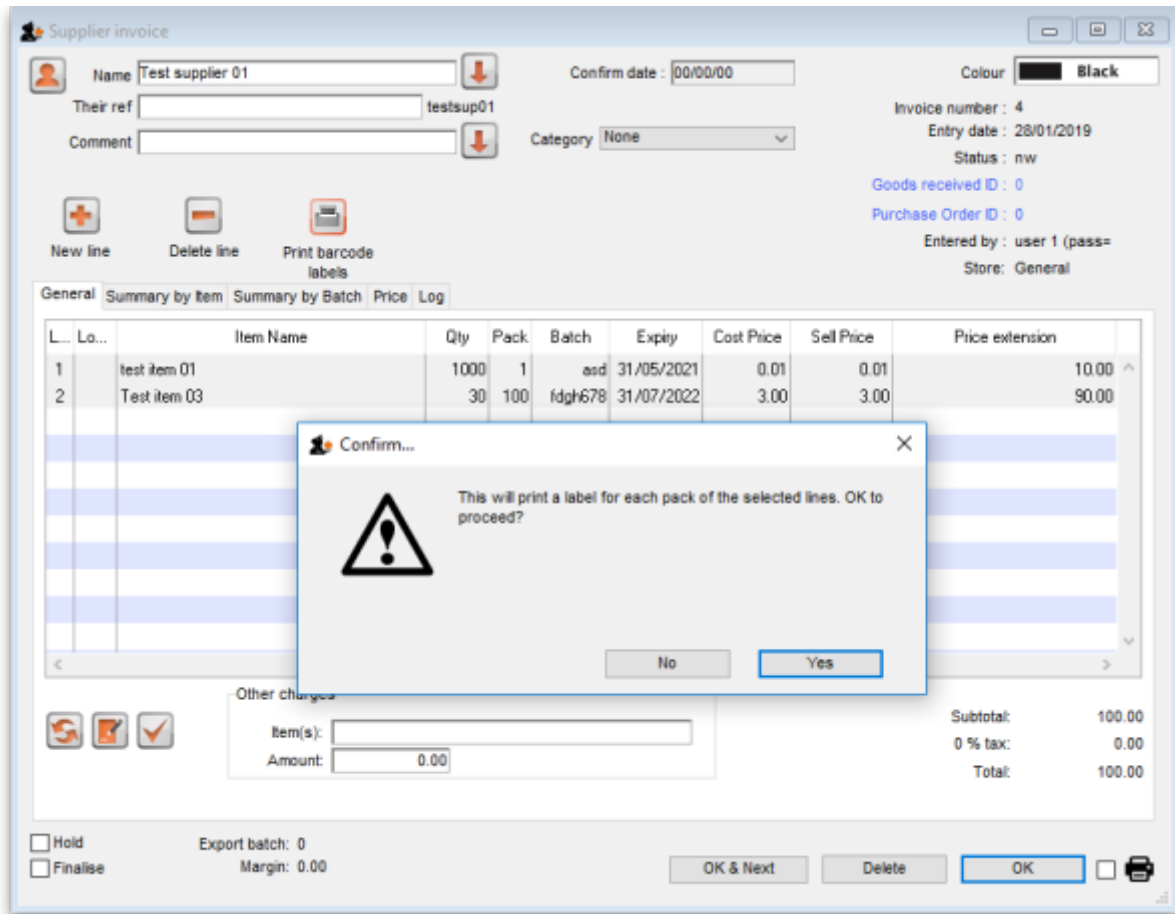 Supplier invoice
Name Test supplier 01 Confirm date : 00/00/00 Colour Black
Their ref testsup01 Invoice number : 4
Comment Category None Entry date : 28/01/2019
Status : nw
Goods received ID : 0
Purchase Order ID : 0
New line Delete line Print barcode labels Entered by : user 1 (pass=
Store: General
General Summary by Item Summary by Batch Price Log
L... Lo... Item Name Qty Pack Batch Expiry Cost Price Sell Price Price extension
1 test item 01 1000 1 asd 31/05/2021 0.01 0.01 10.00
2 Test item 03 30 100 fdgh678 31/07/2022 3.00 3.00 90.00
Confirm...
This will print a label for each pack of the selected lines. OK to
proceed?
No Yes
Other charges
Item(s):
Amount: 0.00
Subtotal: 100.00
0 % tax: 0.00
Total: 100.00
Hold Export batch: 0
Finalise Margin: 0.00
OK & Next Delete OK